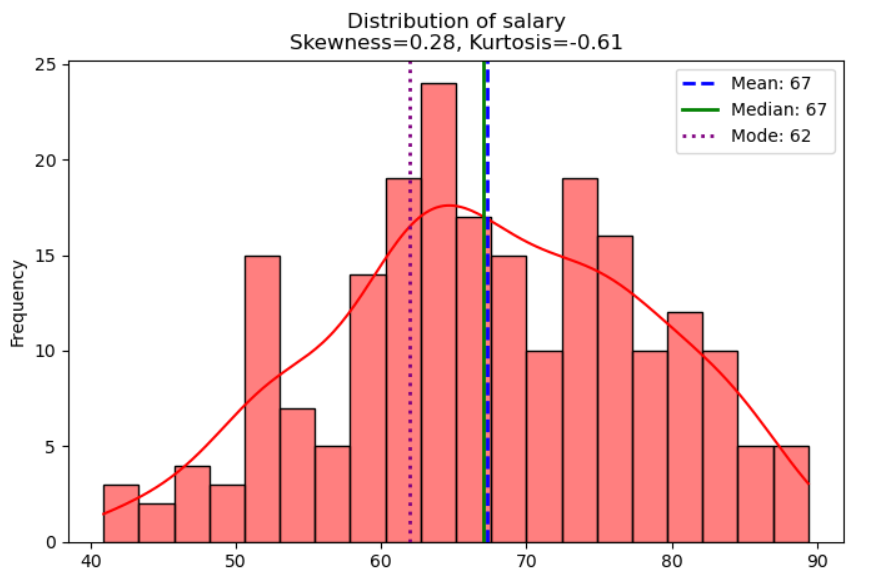 Distribution of salary
Skewness=0.28, Kurtosis=-0.61
Mean: 67
Median: 67
Mode: 62
Frequency
25
20
15
10
5
0
40 50 60 70 80 90